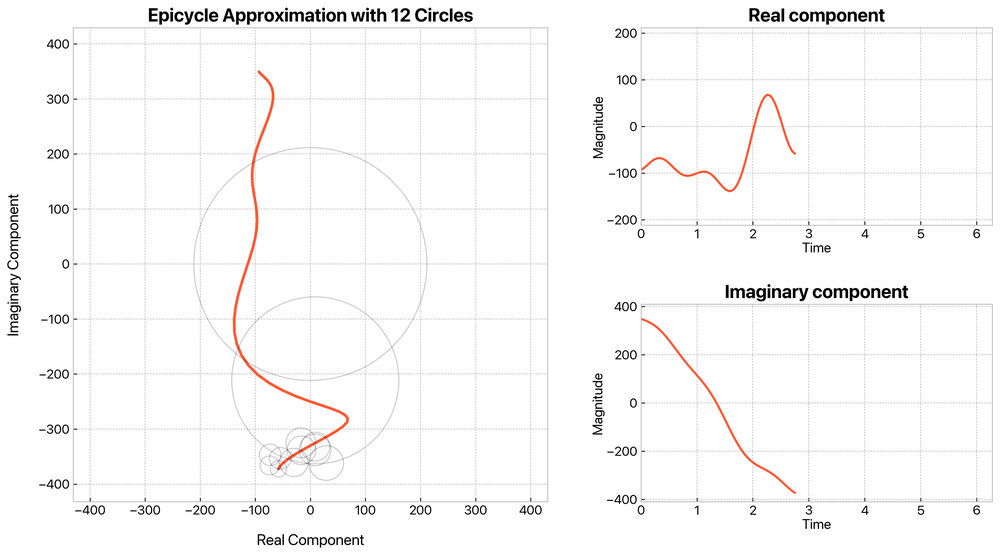 Epicycle Approximation with 12 Circles
400
300
200
100
0
−100
−200
−300
−400
Imaginary Component
−400 −300 −200 −100 0 100 200 300 400
Real Component
Real component
200
100
0
−100
−200
Magnitude
0 1 2 3 4 5 6
Time
Imaginary component
400
200
0
−200
−400
Magnitude
0 1 2 3 4 5 6
Time